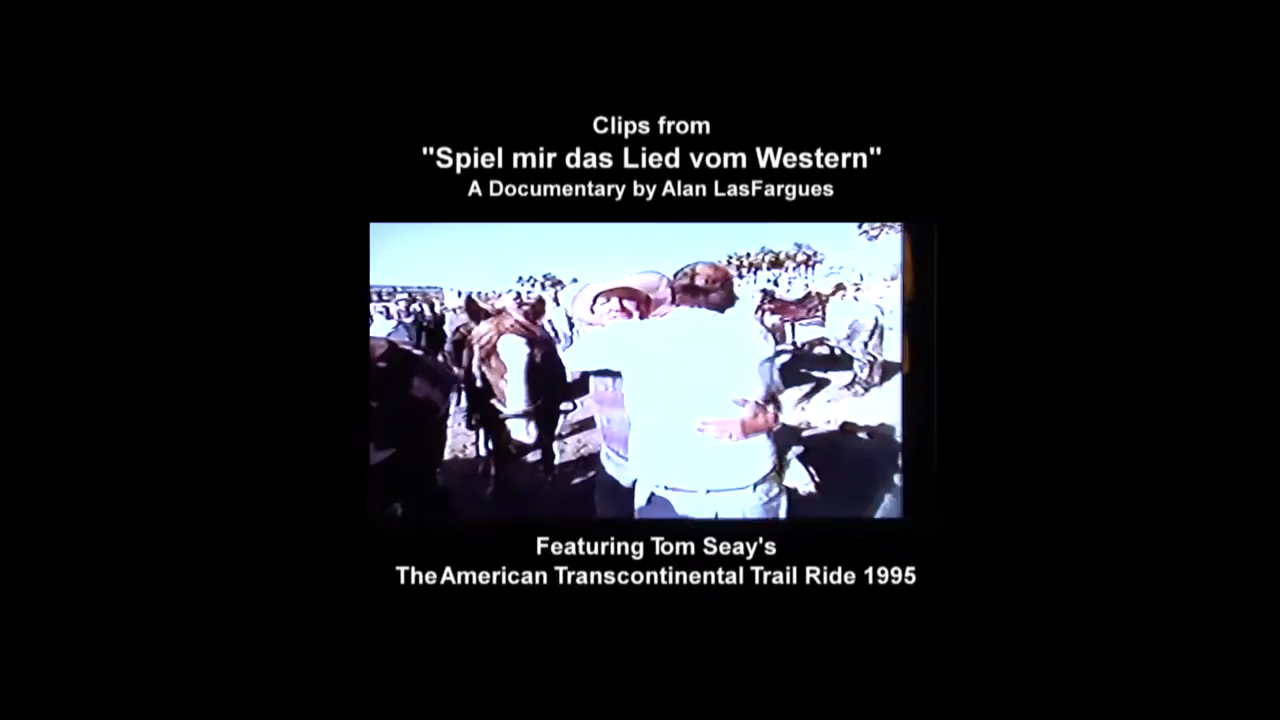 Clips from
"Spiel mir das Lied vom Western"
A Documentary by Alan LasFargues
Featuring Tom Seay's
The American Transcontinental Trail Ride 1995